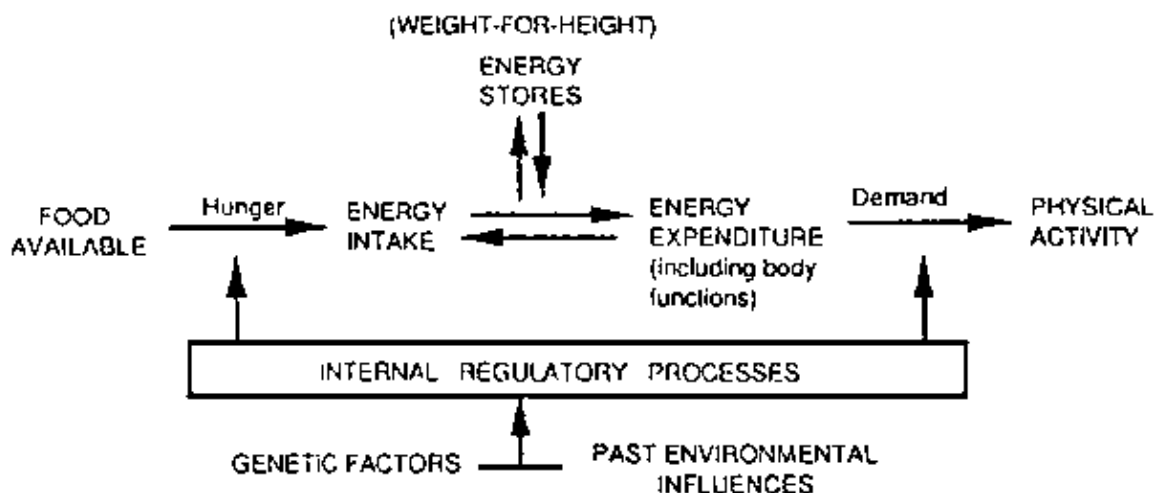 (WEIGHT-FOR-HEIGHT)
ENERGY
STORES
FOOD
AVAILABLE
Hunger
ENERGY
INTAKE
ENERGY
EXPENDITURE
(including body
functions)
Demand
PHYSICAL
ACTIVITY
INTERNAL REGULATORY PROCESSES
GENETIC FACTORS
PAST ENVIRONMENTAL
INFLUENCES